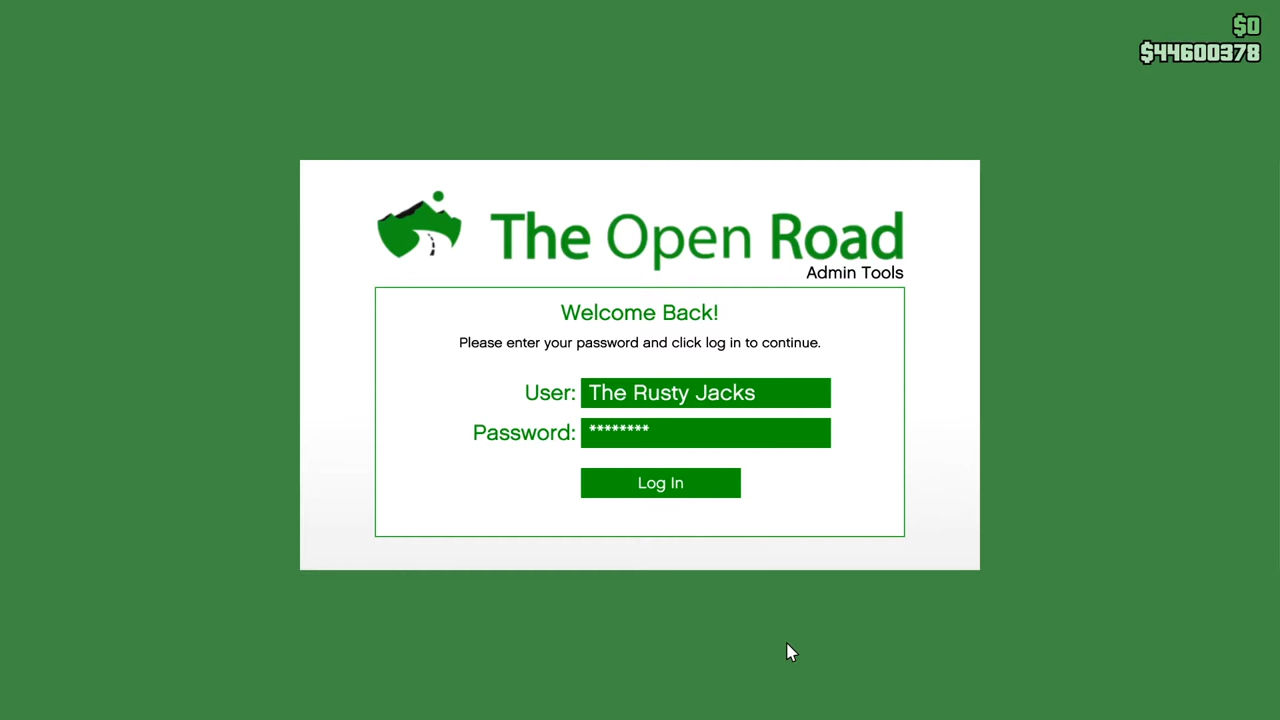 $0
$44600378
The Open Road
Admin Tools
Welcome Back!
Please enter your password and click log in to continue.
User: The Rusty Jacks
Password: ********
Log In